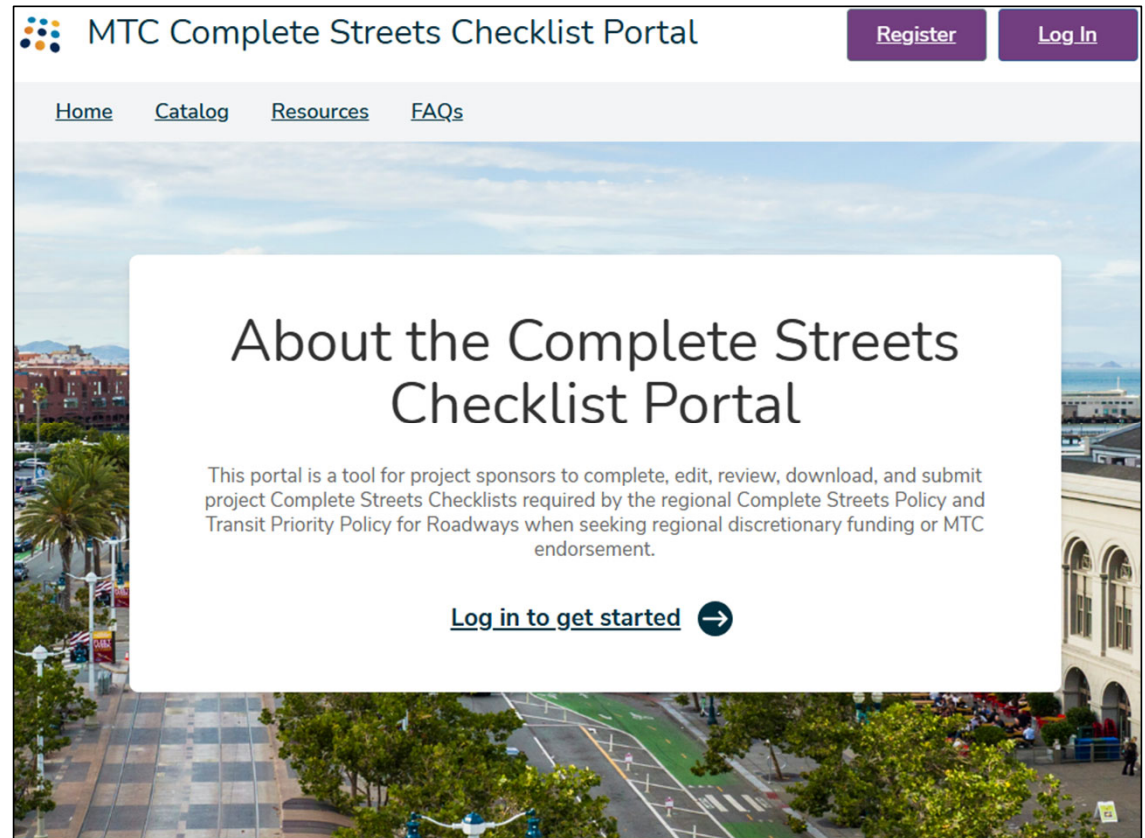 MTC Complete Streets Checklist Portal
Register
Log In
Home
Catalog
Resources
FAQs
About the Complete Streets
Checklist Portal
This portal is a tool for project sponsors to complete, edit, review, download, and submit
project Complete Streets Checklists required by the regional Complete Streets Policy and
Transit Priority Policy for Roadways when seeking regional discretionary funding or MTC
endorsement.
Log in to get started